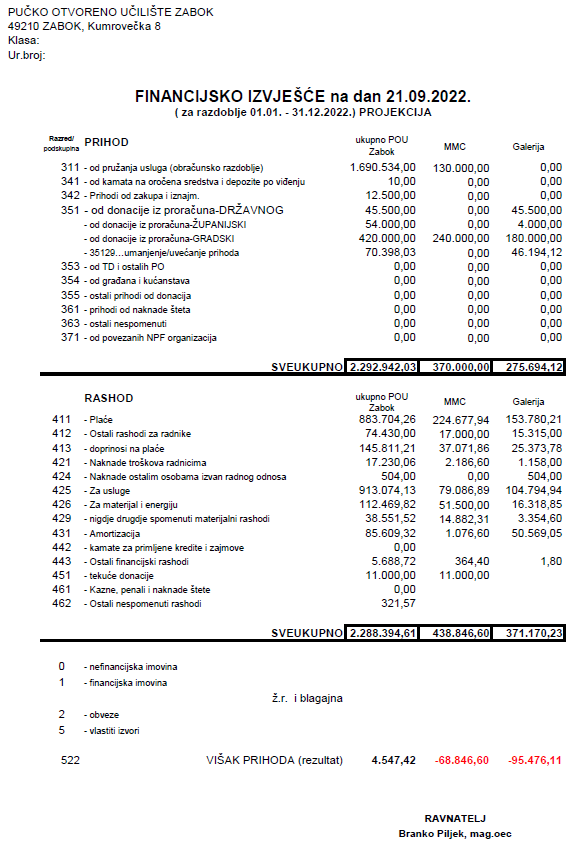 PUČKO OTVORENO UČILIŠTE ZABOK
49210 ZABOK, Kumrovečka 8
Klasa:
Ur.broj:
FINANCIJSKO IZVJEŠĆE na dan 21.09.2022.
( za razdoblje 01.01. - 31.12.2022.) PROJEKCIJA
Razred/podskupina PRIHOD ukupno POU Zabok MMC Galerija
311 - od pružanja usluga (obračunsko razdoblje) 1.690.534,00 130.000,00 0,00
341 - od kamata na oročena sredstva i depozite po viđenju 10,00 0,00 0,00
342 - Prihodi od zakupa i iznajm. 12.500,00 0,00 0,00
351 - od donacije iz proračuna-DRŽAVNOG 45.500,00 0,00 45.500,00
- od donacije iz proračuna-ŽUPANIJSKI 54.000,00 0,00 4.000,00
- od donacije iz proračuna-GRADSKI 420.000,00 240.000,00 180.000,00
- 35129...umanjenje/uvećanje prihoda 70.398,03 0,00 46.194,12
353 - od TD i ostalih PO 0,00 0,00 0,00
354 - od građana i kućanstava 0,00 0,00 0,00
355 - ostali prihodi od donacija 0,00 0,00 0,00
361 - prihodi od naknade šteta 0,00 0,00 0,00
363 - ostali nespomenuti 0,00 0,00 0,00
371 - od povezanih NPF organizacija 0,00 0,00 0,00
SVEUKUPNO 2.292.942,03 370.000,00 275.694,12
RASHOD ukupno POU Zabok MMC Galerija
411 - Plaće 883.704,26 224.677,94 153.780,21
412 - Ostali rashodi za radnike 74.430,00 17.000,00 15.315,00
413 - doprinosi na plaće 145.811,21 37.071,86 25.373,78
421 - Naknade troškova radnicima 17.230,06 2.186,60 1.158,00
424 - Naknade ostalim osobama izvan radnog odnosa 504,00 0,00 504,00
425 - Za usluge 913.074,13 79.086,89 104.794,94
426 - Za materijal i energiju 112.469,82 51.500,00 16.318,85
429 - nigdje drugdje spomenuti materijalni rashodi 38.551,52 14.882,31 3.354,60
431 - Amortizacija 85.609,32 1.076,60 50.569,05
442 - kamate za primljene kredite i zajmove 0,00
443 - Ostali financijski rashodi 5.688,72 364,40 1,80
451 - tekuće donacije 11.000,00 11.000,00
461 - Kazne, penali i naknade štete 0,00
462 - Ostali nespomenuti rashodi 321,57
SVEUKUPNO 2.288.394,61 438.846,60 371.170,23
0 - nefinancijska imovina
1 - financijska imovina
ž.r. i blagajna
2 - obveze
5 - vlastiti izvori
522 VIŠAK PRIHODA (rezultat) 4.547,42 -68.846,60 -95.476,11
RAVNATELJ
Branko Piljek, mag.oec